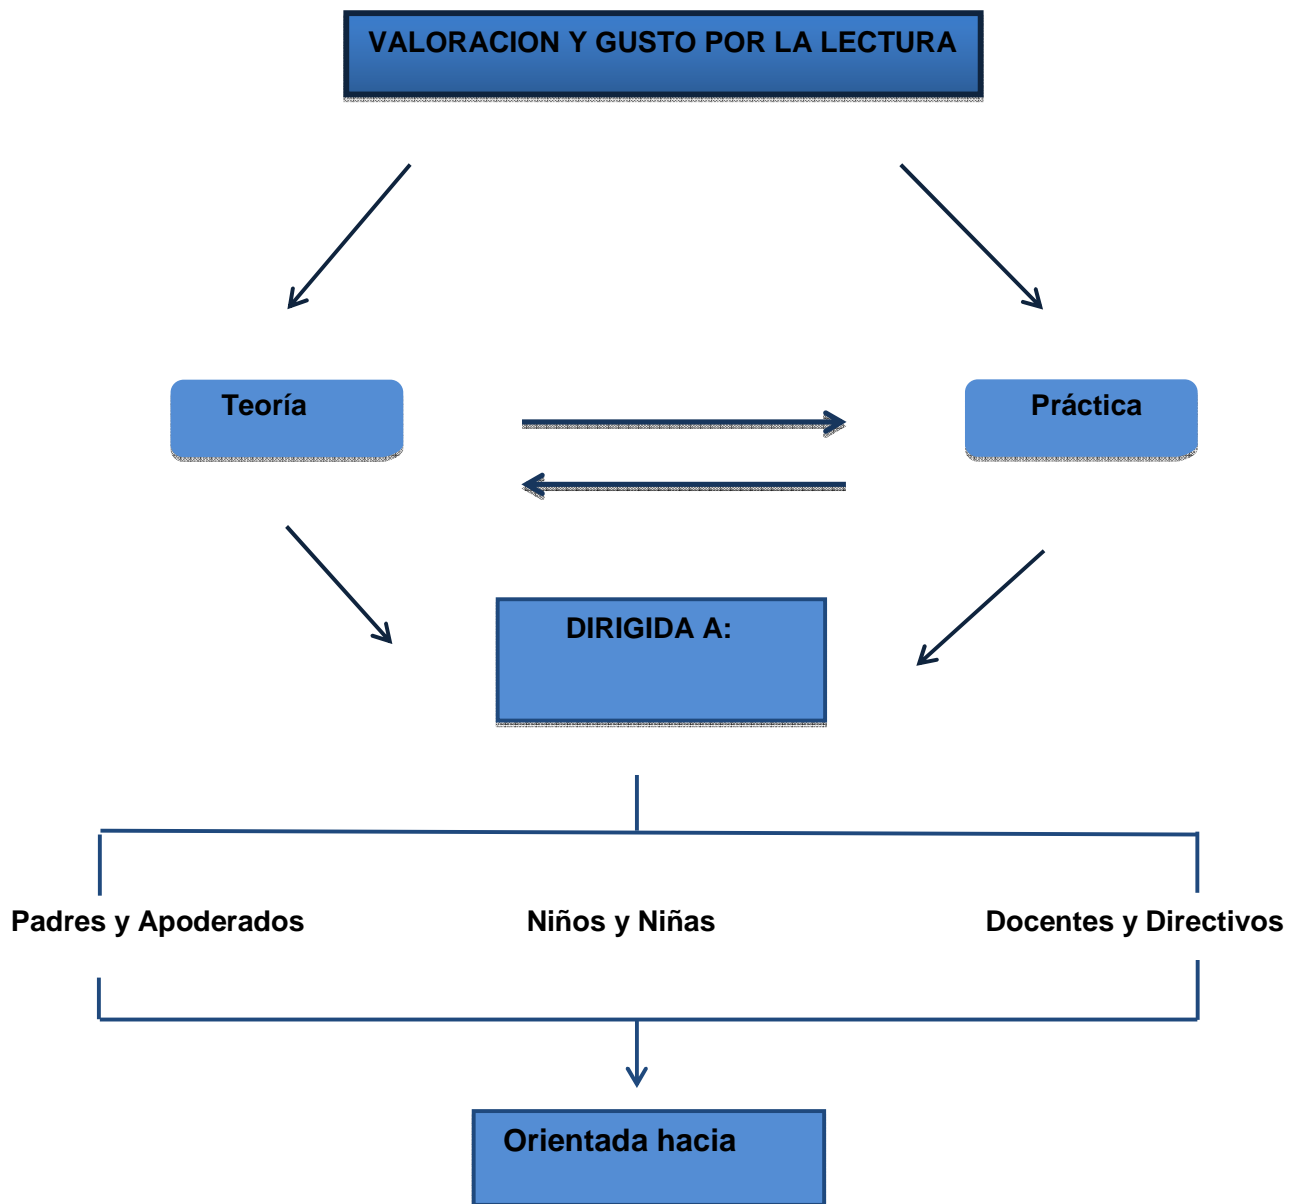 VALORACION Y GUSTO POR LA LECTURA
Teoría
Práctica
DIRIGIDA A:
Padres y Apoderados
Niños y Niñas
Docentes y Directivos
Orientada hacia